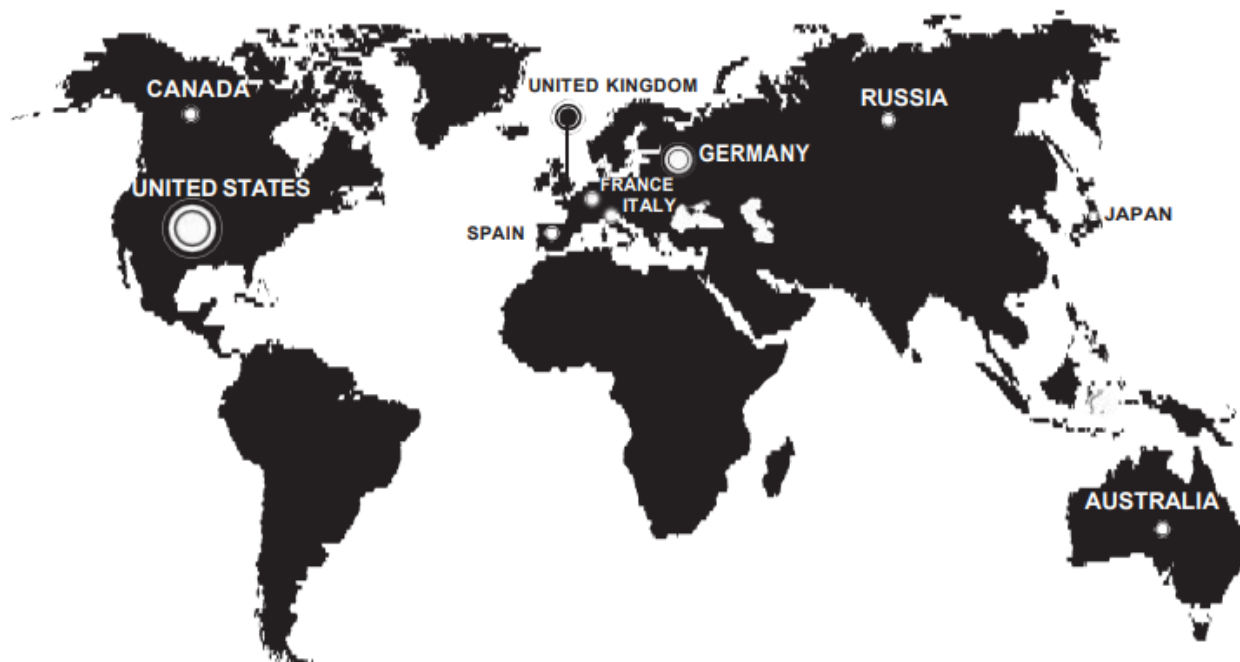 UNITED KINGDOM
CANADA
RUSSIA
GERMANY
UNITED STATES
FRANCE
ITALY
JAPAN
SPAIN
AUSTRALIA